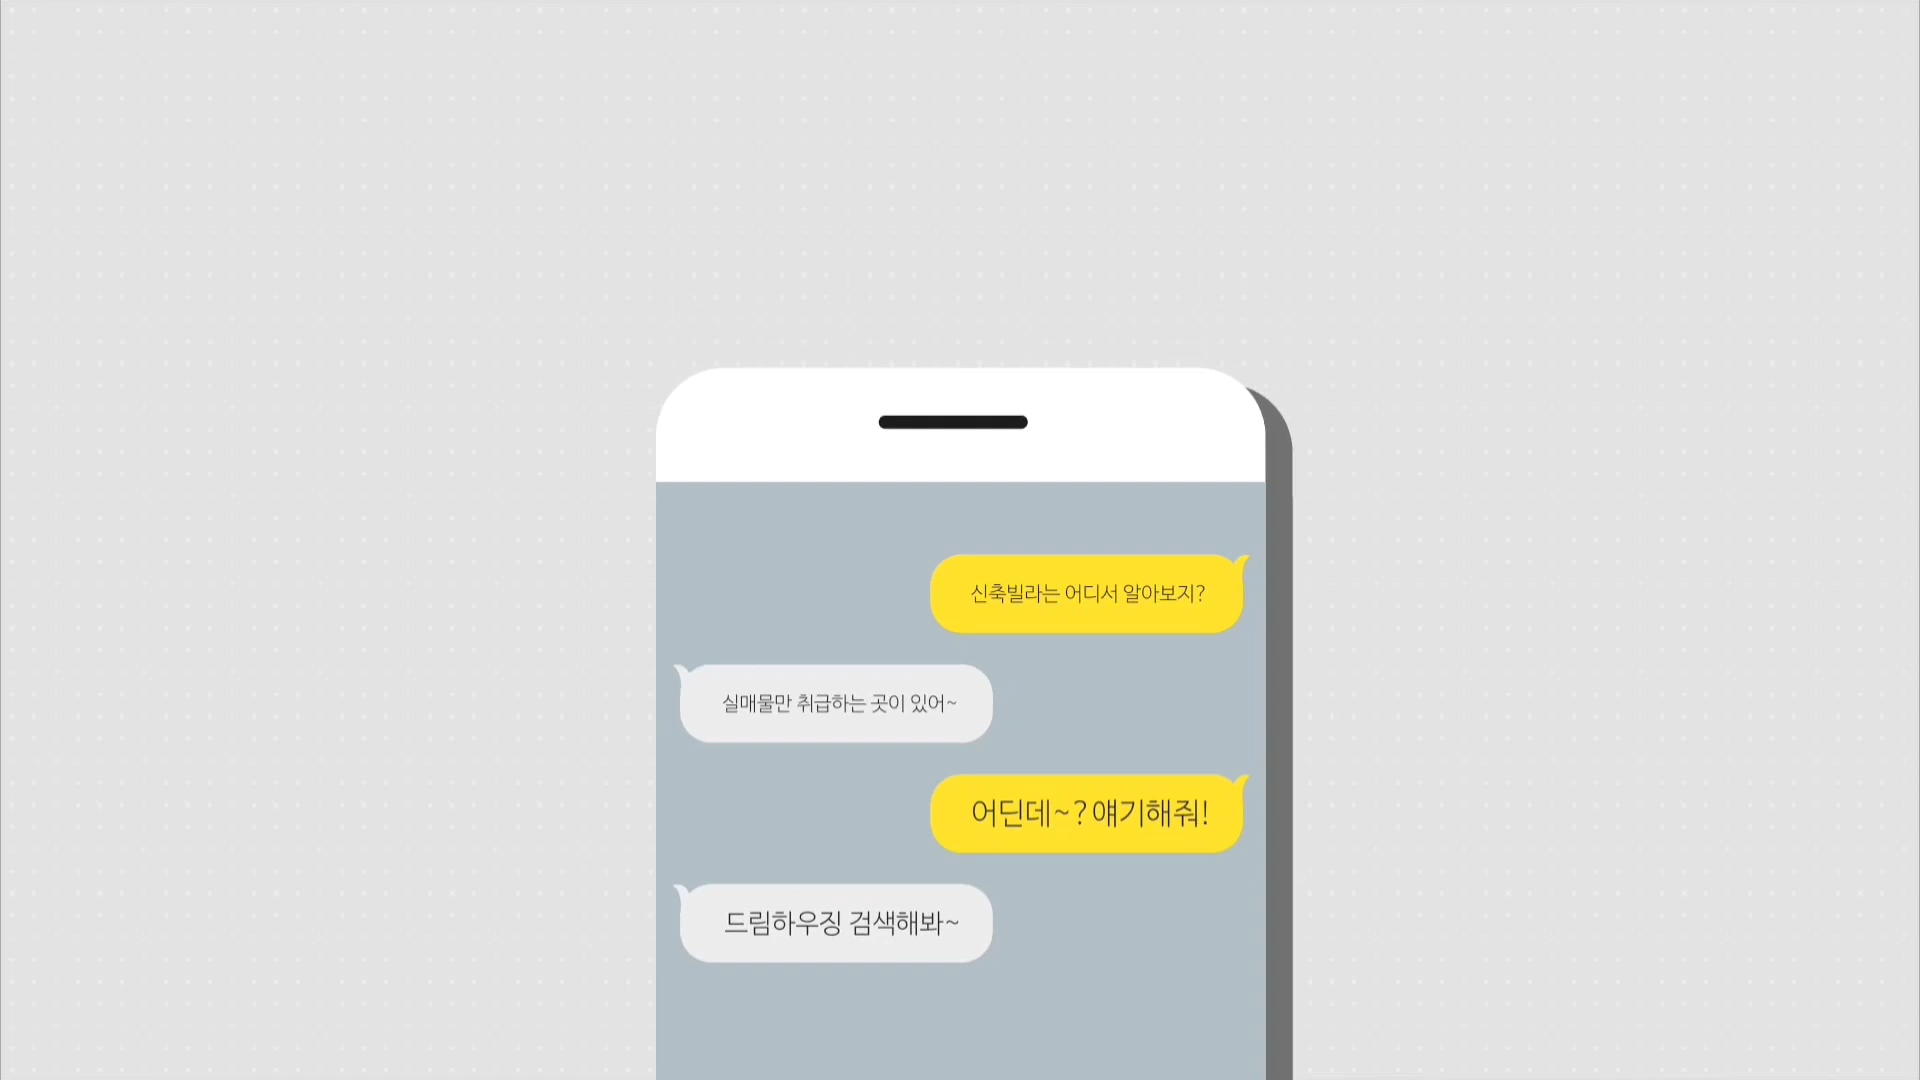 신축빌라는 어디서 알아보지?
실매물만 취급하는 곳이 있어~
어딘데~? 얘기해줘!
드림하우징 검색해봐~